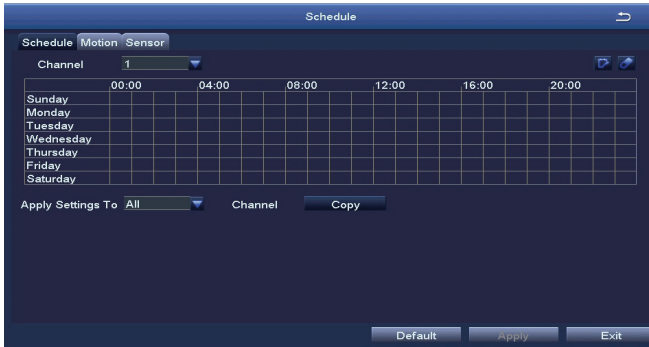 Schedule
Schedule Motion Sensor
Channel 1
00:00 04:00 08:00 12:00 16:00 20:00
Sunday
Monday
Tuesday
Wednesday
Thursday
Friday
Saturday
Apply Settings To All Channel Copy
Default Apply Exit